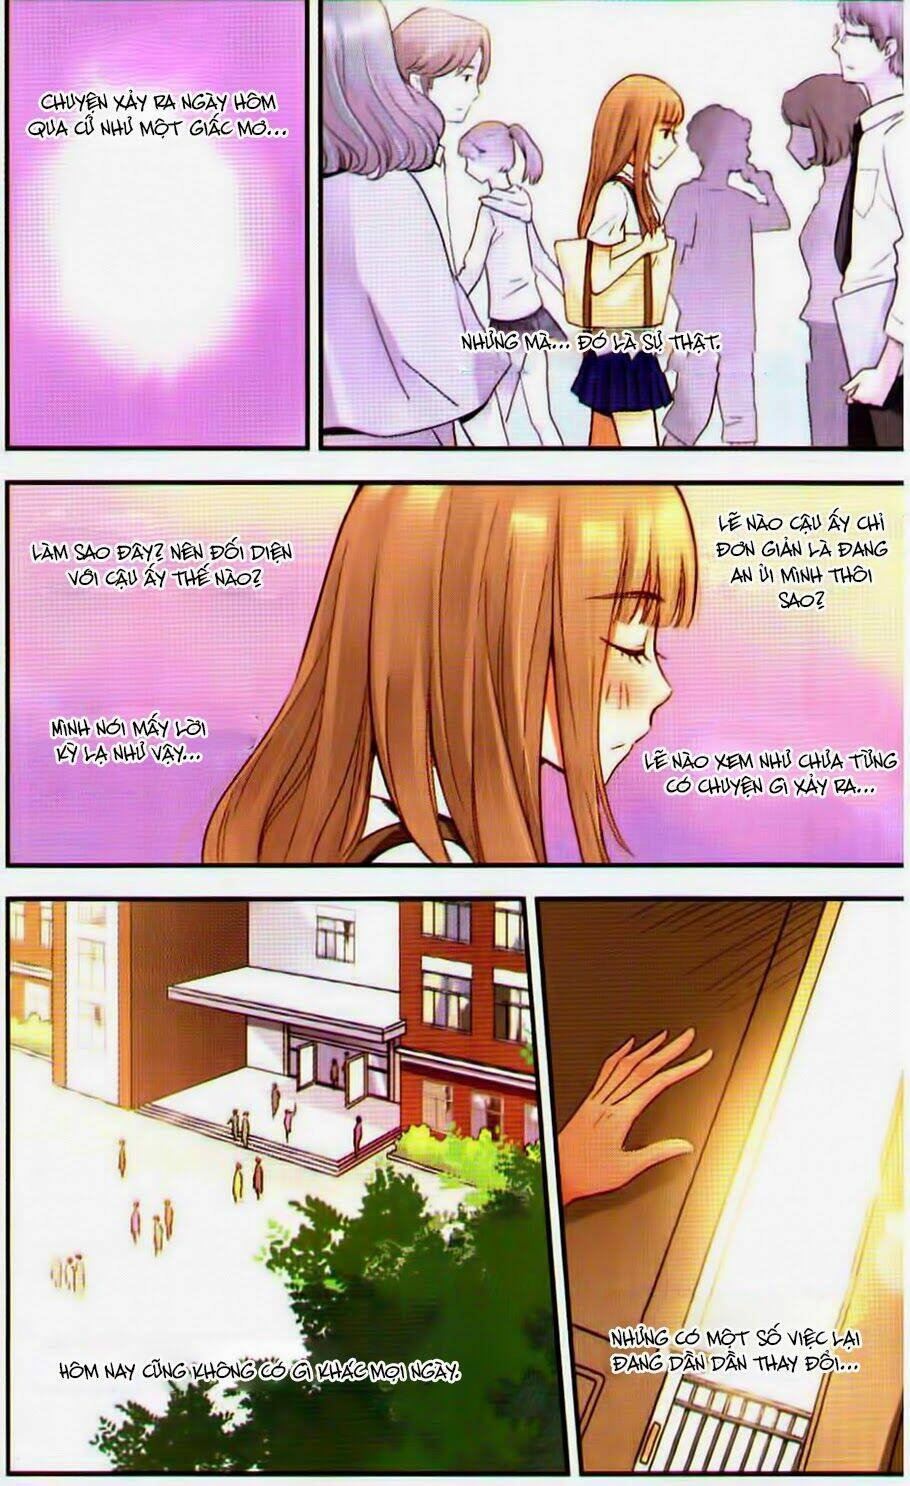 CHUYỆN XẢY RA NGÀY HÔM
QUA CỨ NHƯ MỘT GIẤC MƠ...
NHƯNG MÀ... ĐÓ LÀ SỰ THẬT.
LÀM SAO ĐÂY? NÊN ĐỐI DIỆN
VỚI CẬU ẤY THẾ NÀO?
LẼ NÀO CẬU ẤY CHỈ
ĐƠN GIẢN LÀ ĐANG
AN ỦI MÌNH THÔI
SAO?
MÌNH NÓI MẤY LỜI
KỲ LẠ NHƯ VẬY...
LẼ NÀO XEM NHƯ CHƯA TỪNG
CÓ CHUYỆN GÌ XẢY RA...
HÔM NAY CŨNG KHÔNG CÓ GÌ KHÁC MỌI NGÀY.
NHƯNG CÓ MỘT SỐ VIỆC LẠI
ĐANG DẦN DẦN THAY ĐỔI...